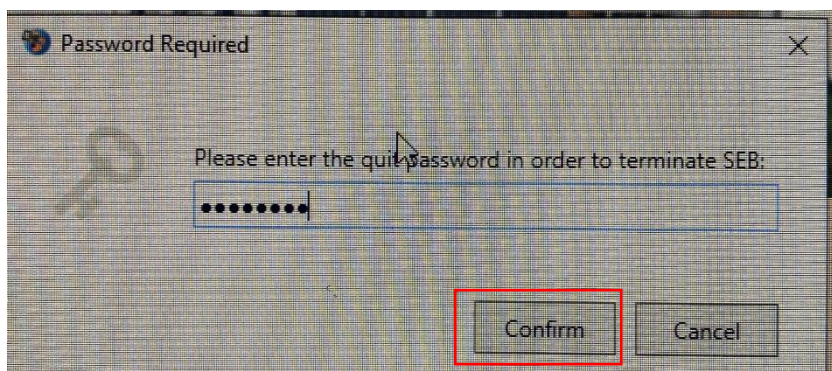 Password Required
Please enter the quit password in order to terminate SEB:
••••••••
Confirm
Cancel